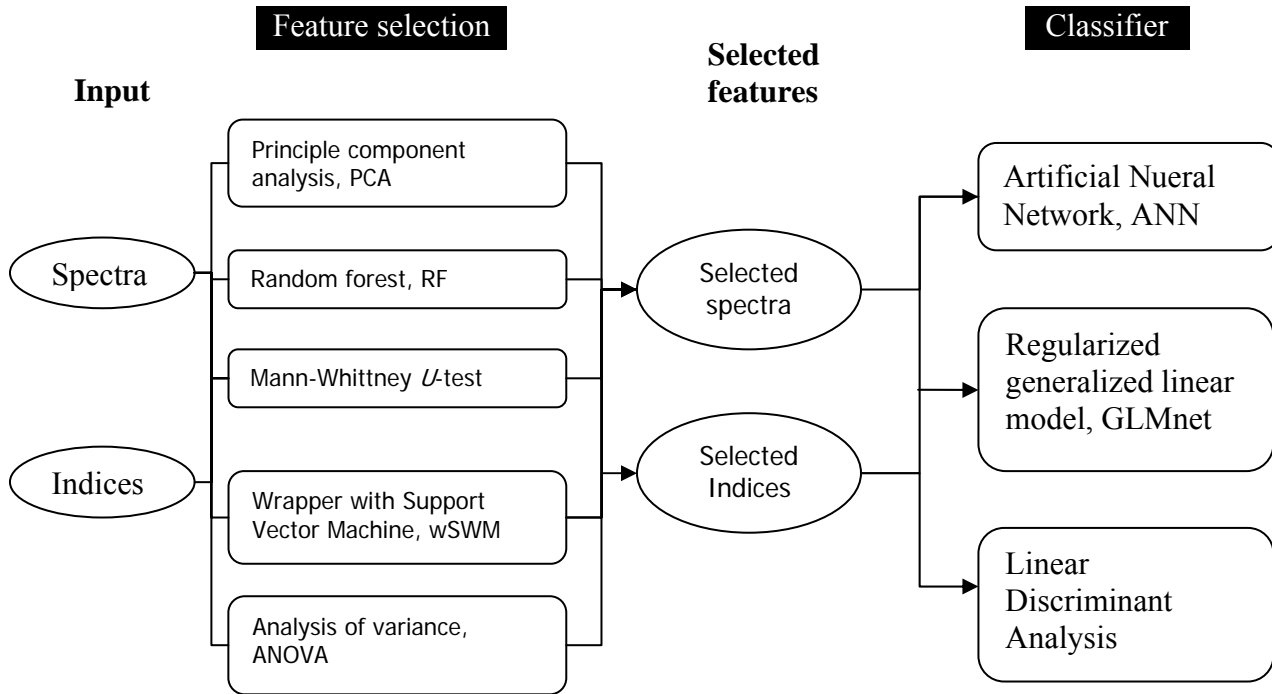 Feature selection
Classifier
Input
Selected
features
Principle component
analysis, PCA
Random forest, RF
Mann-Whittney U-test
Wrapper with Support
Vector Machine, wSWM
Analysis of variance,
ANOVA
Spectra
Indices
Selected
spectra
Selected
Indices
Artificial Nueral
Network, ANN
Regularized
generalized linear
model, GLMnet
Linear
Discriminant
Analysis